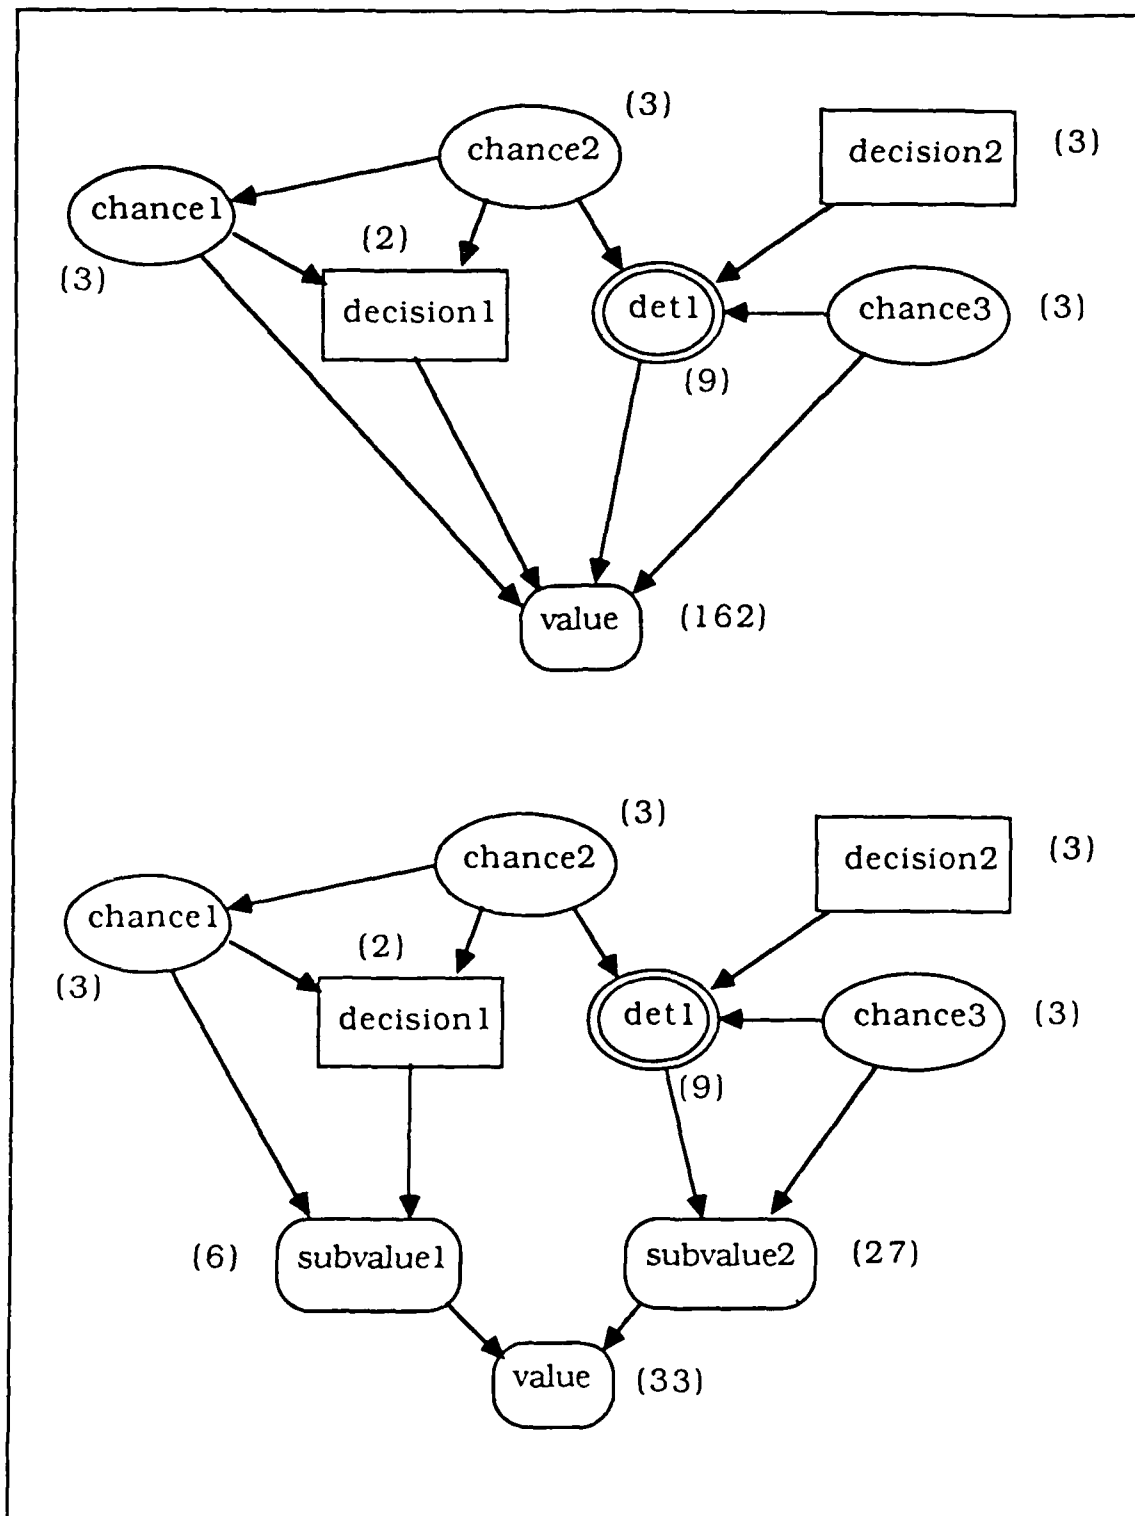 (3)
chance2
decision2
(3)
chance1
(2)
(3)
decision1
det1
chance3
(3)
(9)
value
(162)
(3)
chance2
decision2
(3)
chance1
(2)
(3)
decision1
det1
chance3
(3)
(9)
(6)
subvalue1
subvalue2
(27)
value
(33)